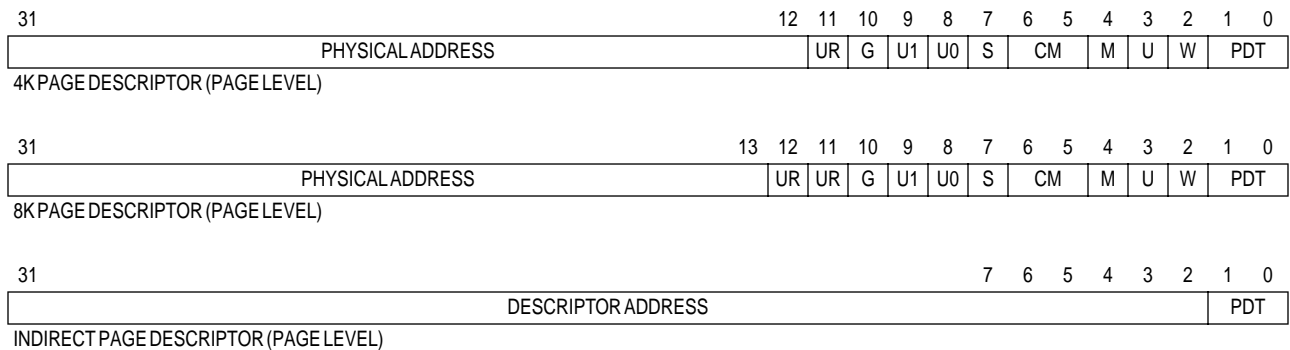 31 12 11 10 9 8 7 6 5 4 3 2 1 0
PHYSICAL ADDRESS UR G U1 U0 S CM M U W PDT
4K PAGE DESCRIPTOR (PAGE LEVEL)
31 13 12 11 10 9 8 7 6 5 4 3 2 1 0
PHYSICAL ADDRESS UR UR G U1 U0 S CM M U W PDT
8K PAGE DESCRIPTOR (PAGE LEVEL)
31 7 6 5 4 3 2 1 0
DESCRIPTOR ADDRESS PDT
INDIRECT PAGE DESCRIPTOR (PAGE LEVEL)